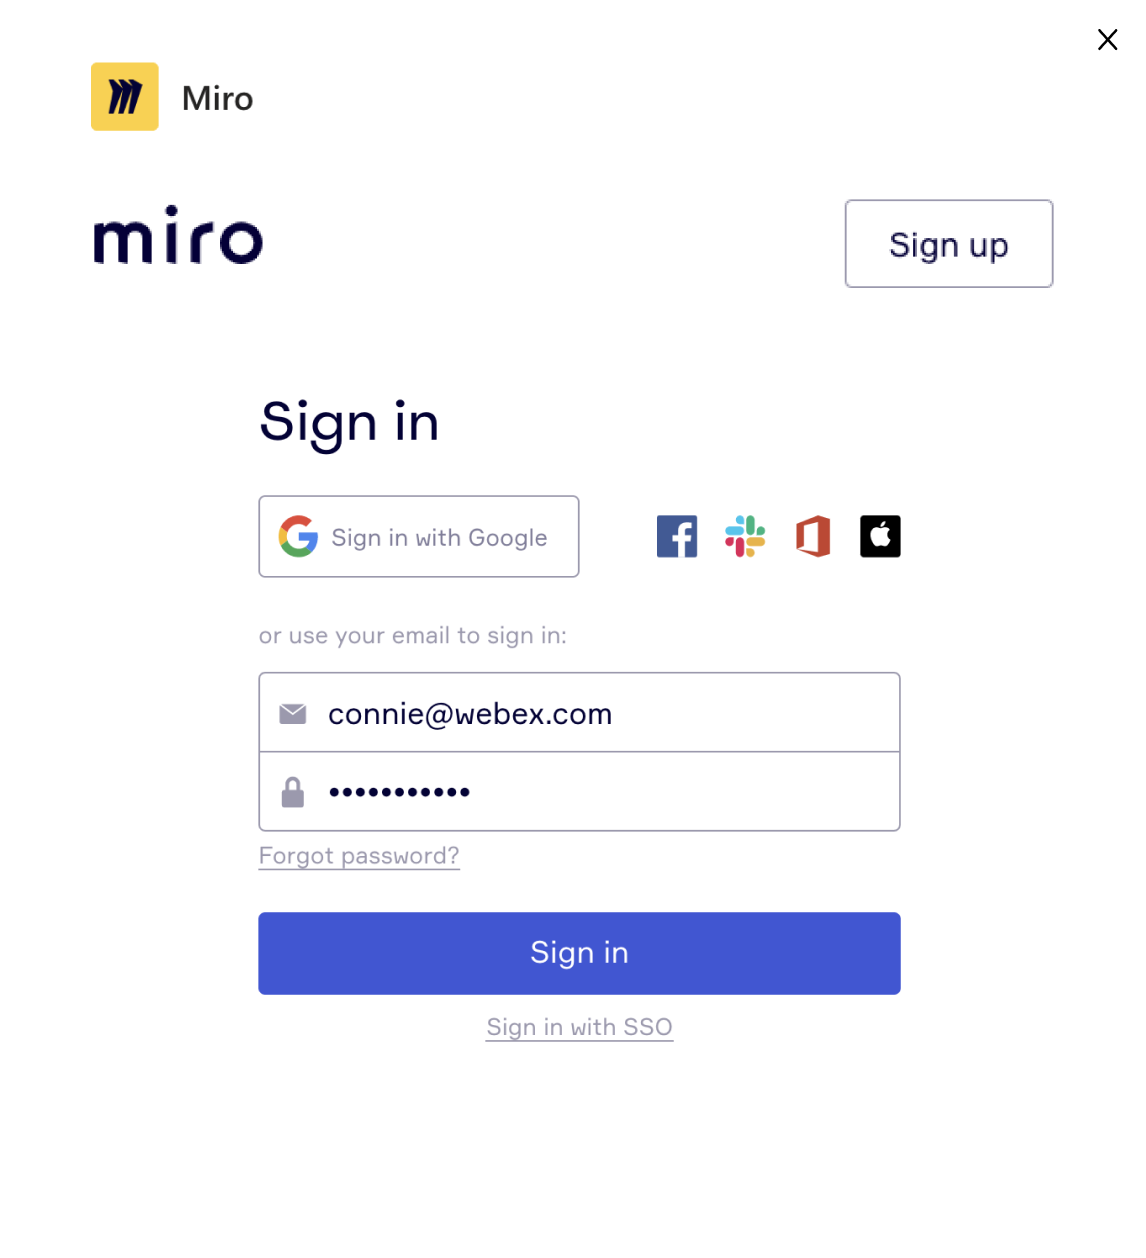 Miro
miro
Sign up
Sign in
Sign in with Google
or use your email to sign in:
connie@webex.com
•••••••••••
Forgot password?
Sign in
Sign in with SSO